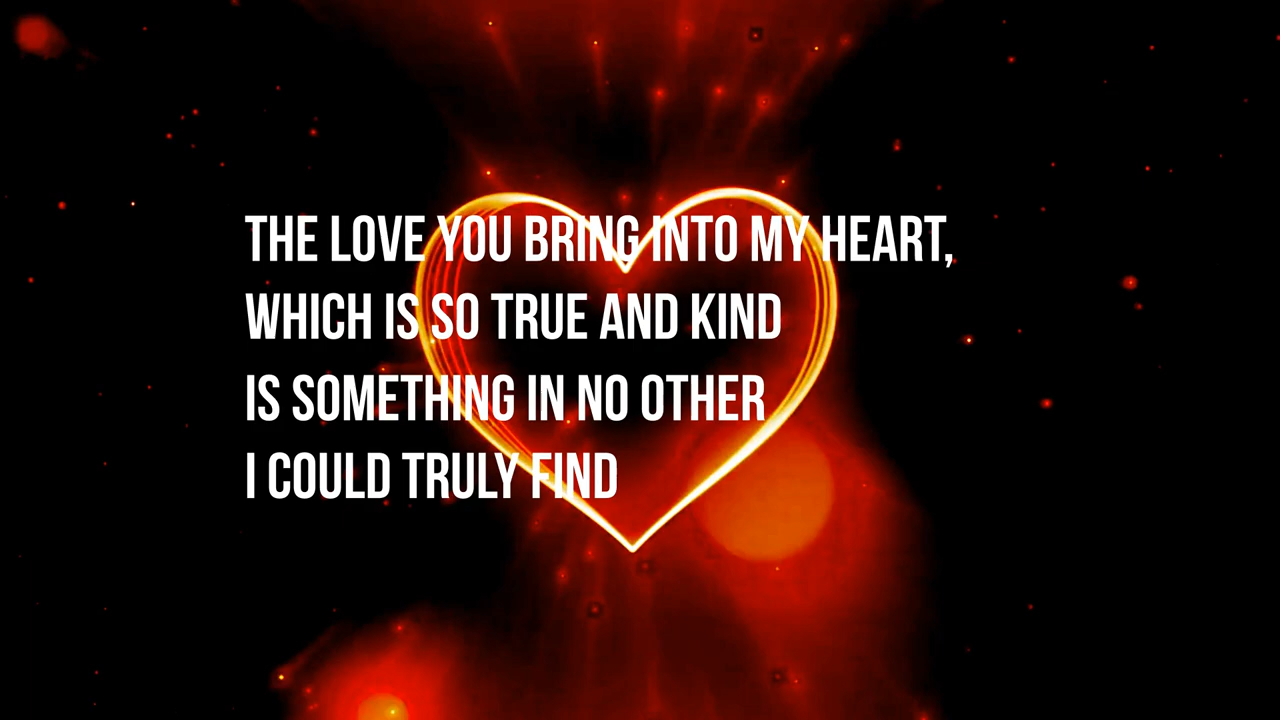 THE LOVE YOU BRING INTO MY HEART,
WHICH IS SO TRUE AND KIND
IS SOMETHING IN NO OTHER
I COULD TRULY FIND